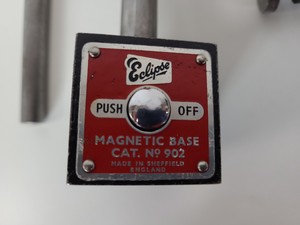 Eclipse
PUSH OFF
MAGNETIC BASE
CAT. Nº 902
MADE IN SHEFFIELD
ENGLAND